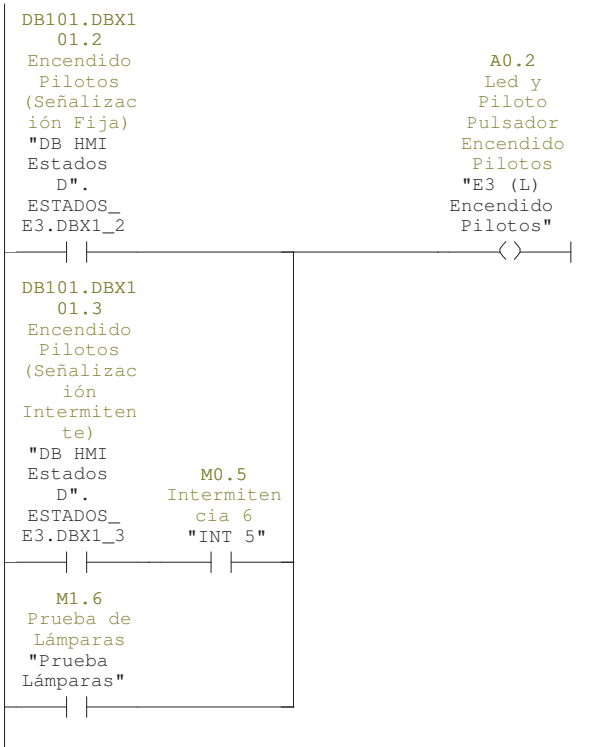 DB101.DBX1
01.2
Encendido
Pilotos
(Señalizac
ión Fija)
"DB HMI
Estados
D".
ESTADOS_
E3.DBX1_2
A0.2
Led y
Piloto
Pulsador
Encendido
Pilotos
"E3 (L)
Encendido
Pilotos"
DB101.DBX1
01.3
Encendido
Pilotos
(Señalizac
ión
Intermiten
te)
"DB HMI
Estados
D".
ESTADOS_
E3.DBX1_3
M0.5
Intermiten
cia 6
"INT 5"
M1.6
Prueba de
Lámparas
"Prueba
Lámparas"